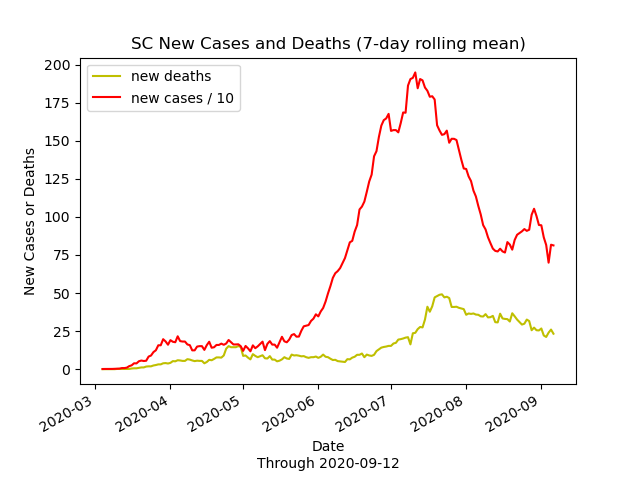 SC New Cases and Deaths (7-day rolling mean)
new deaths
new cases / 10
New Cases or Deaths
200
175
150
125
100
75
50
25
0
2020-03
2020-04
2020-05
2020-06
2020-07
2020-08
2020-09
Date
Through 2020-09-12